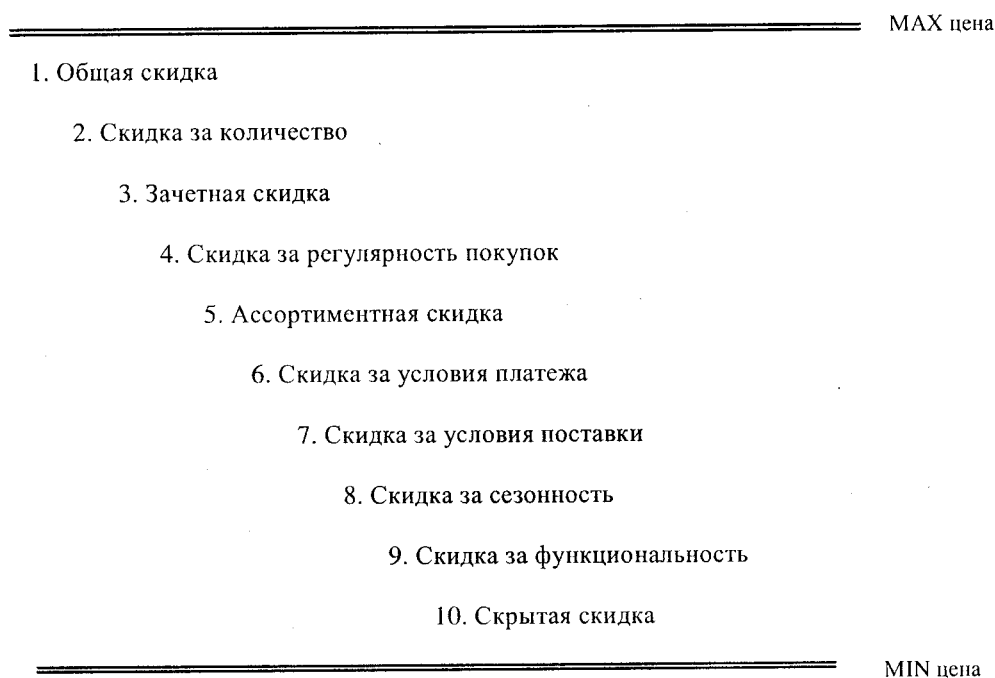 MAX цена
1. Общая скидка
2. Скидка за количество
3. Зачетная скидка
4. Скидка за регулярность покупок
5. Ассортиментная скидка
6. Скидка за условия платежа
7. Скидка за условия поставки
8. Скидка за сезонность
9. Скидка за функциональность
10. Скрытая скидка
MIN цена